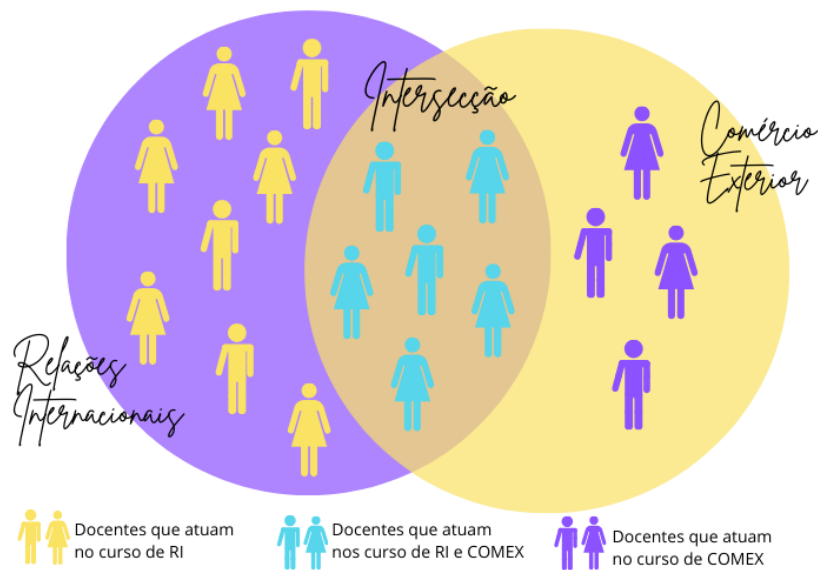 Intersecção
Comércio
Exterior
Relações
Internacionais
Docentes que atuam
no curso de RI
Docentes que atuam
nos curso de RI e COMEX
Docentes que atuam
no curso de COMEX